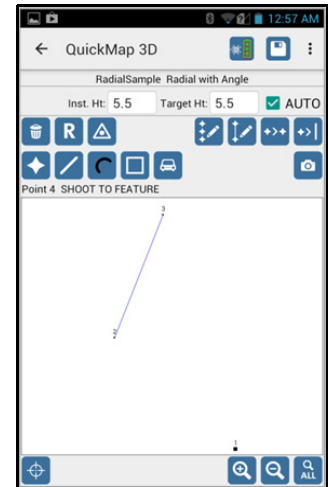 12:57 AM
QuickMap 3D
RadialSample Radial with Angle
Inst. Ht: 5.5 Target Ht: 5.5 AUTO
R
Point 4 SHOOT TO FEATURE
3
2
1
ALL